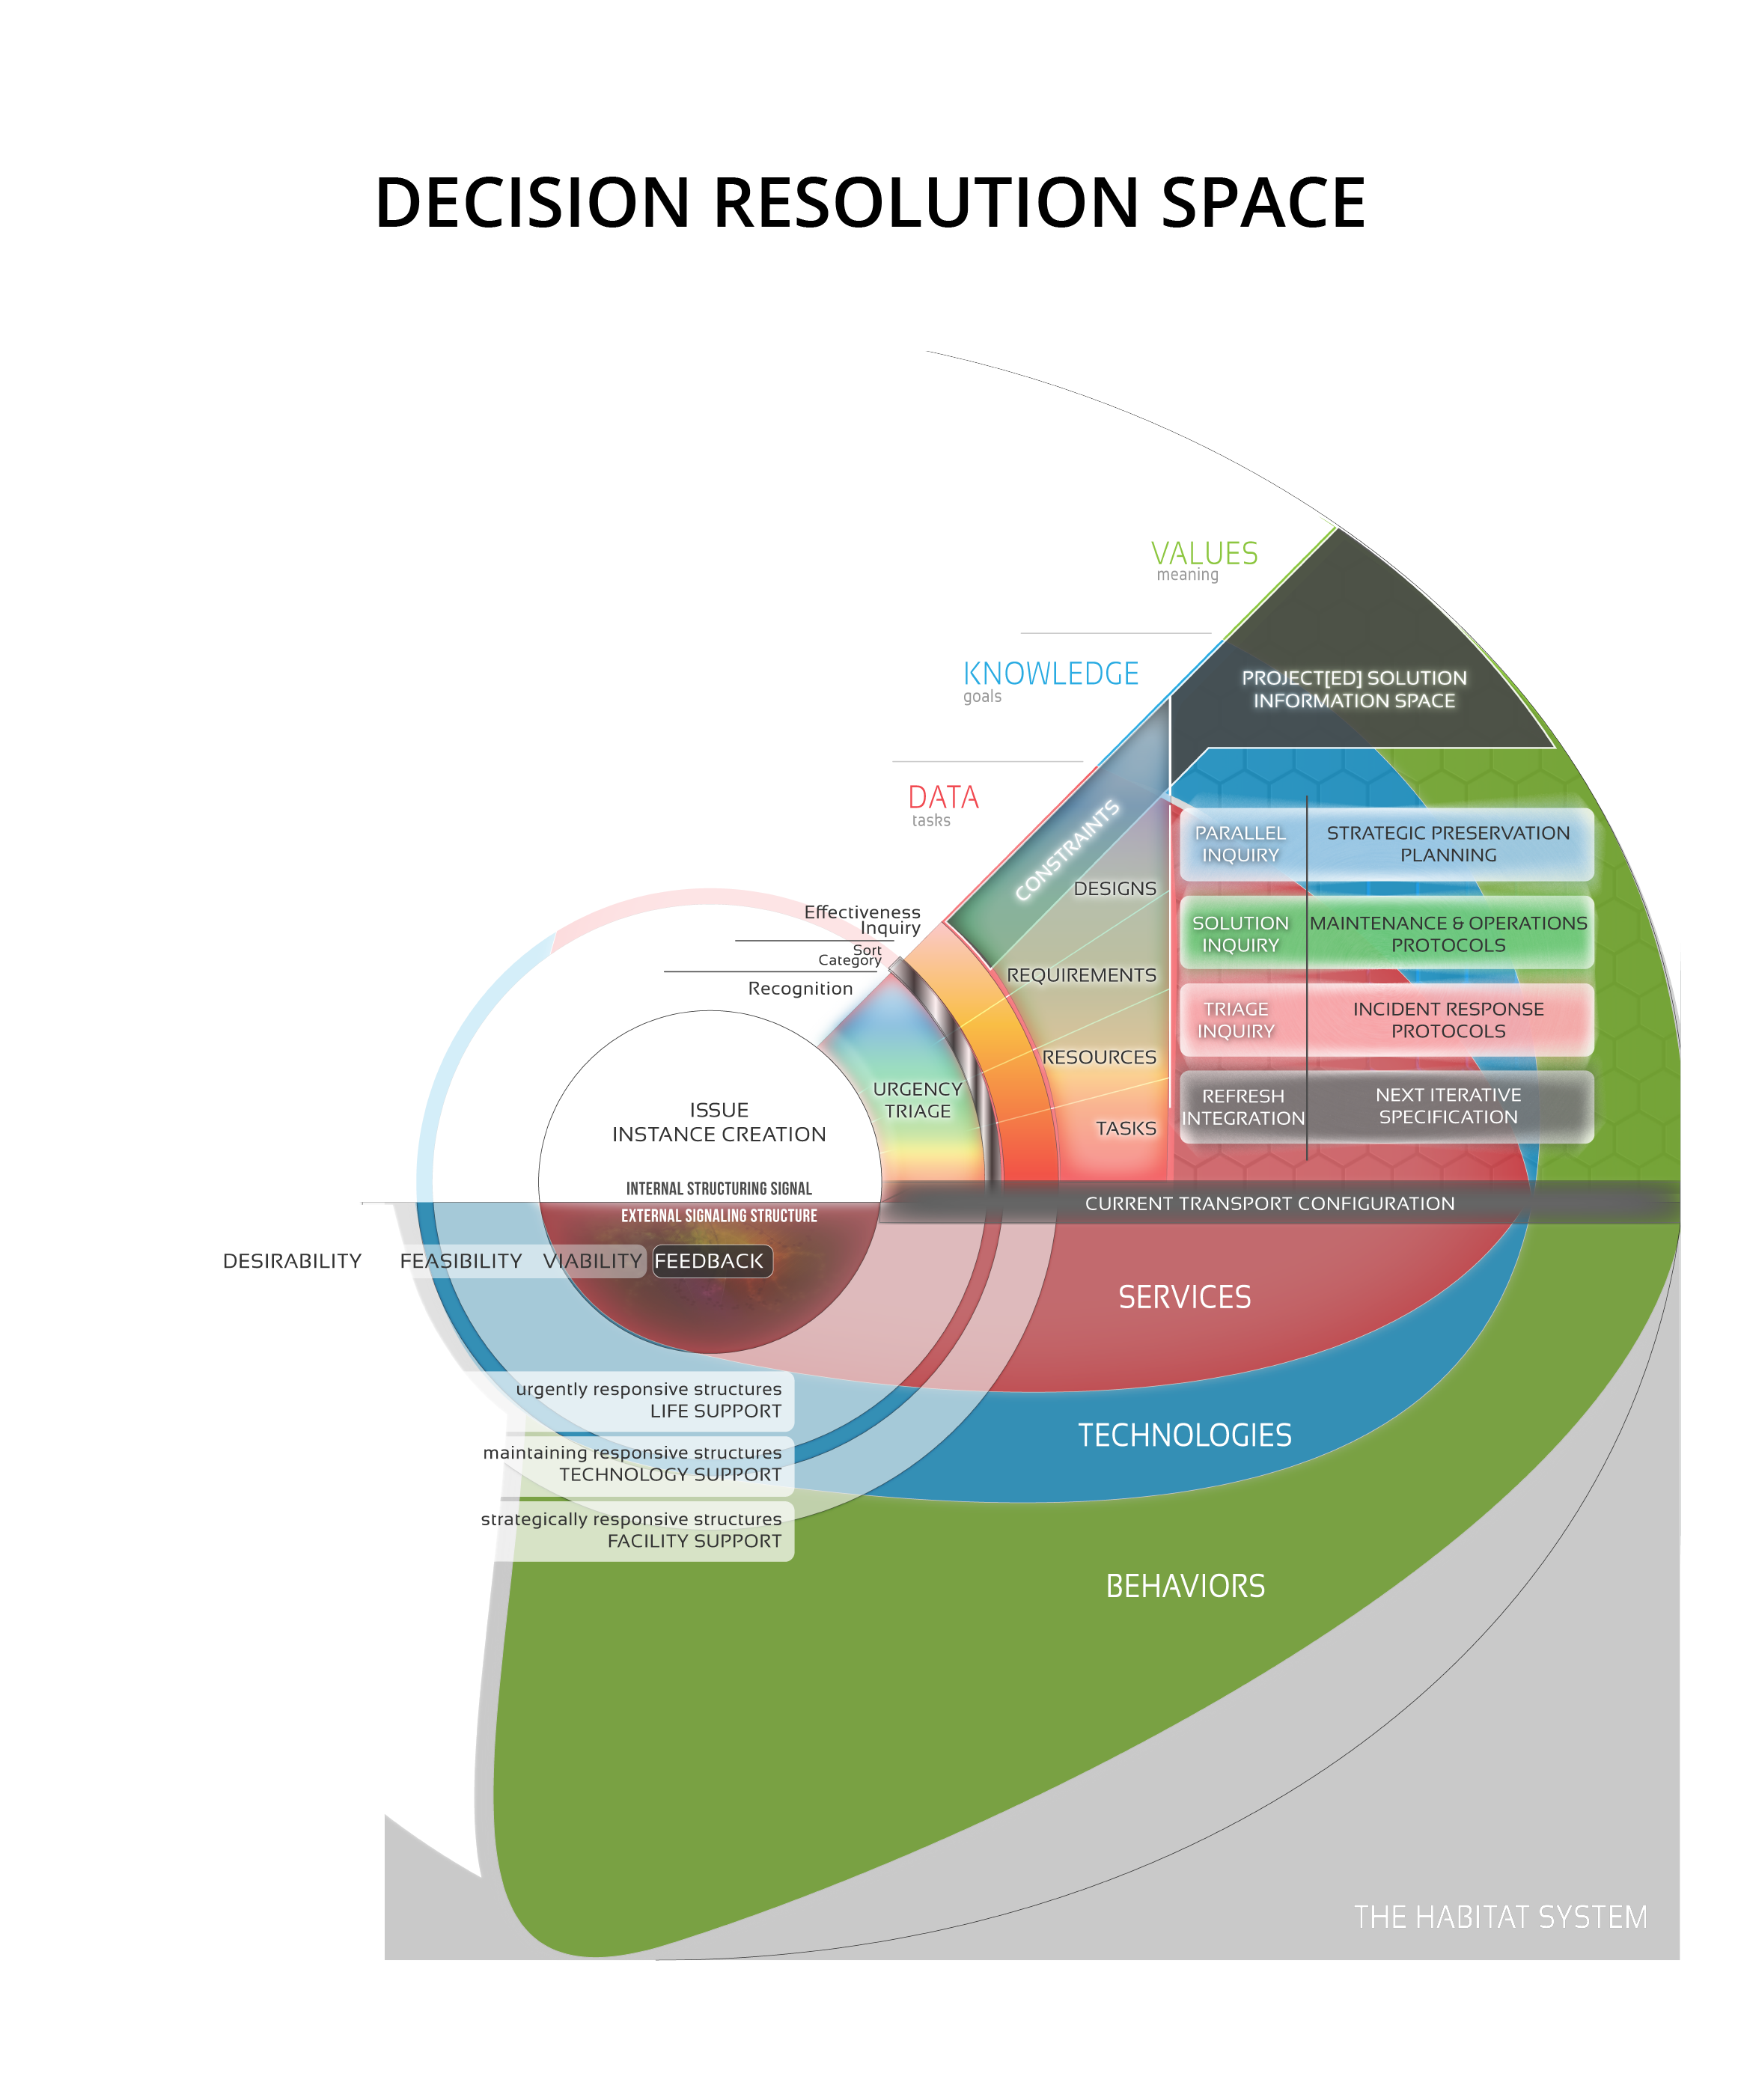 DECISION RESOLUTION SPACE
VALUES
meaning
KNOWLEDGE
goals
DATA
tasks
PROJECT[ED] SOLUTION
INFORMATION SPACE
CONSTRAINTS
Effectiveness
Inquiry
Sort
Category
Recognition
DESIGNS
REQUIREMENTS
RESOURCES
TASKS
PARALLEL
INQUIRY
STRATEGIC PRESERVATION
PLANNING
SOLUTION
INQUIRY
MAINTENANCE & OPERATIONS
PROTOCOLS
TRIAGE
INQUIRY
INCIDENT RESPONSE
PROTOCOLS
REFRESH
INTEGRATION
NEXT ITERATIVE
SPECIFICATION
URGENCY
TRIAGE
ISSUE
INSTANCE CREATION
INTERNAL STRUCTURING SIGNAL
EXTERNAL SIGNALING STRUCTURE
CURRENT TRANSPORT CONFIGURATION
DESIRABILITY
FEASIBILITY
VIABILITY
FEEDBACK
SERVICES
urgently responsive structures
LIFE SUPPORT
TECHNOLOGIES
maintaining responsive structures
TECHNOLOGY SUPPORT
strategically responsive structures
FACILITY SUPPORT
BEHAVIORS
THE HABITAT SYSTEM